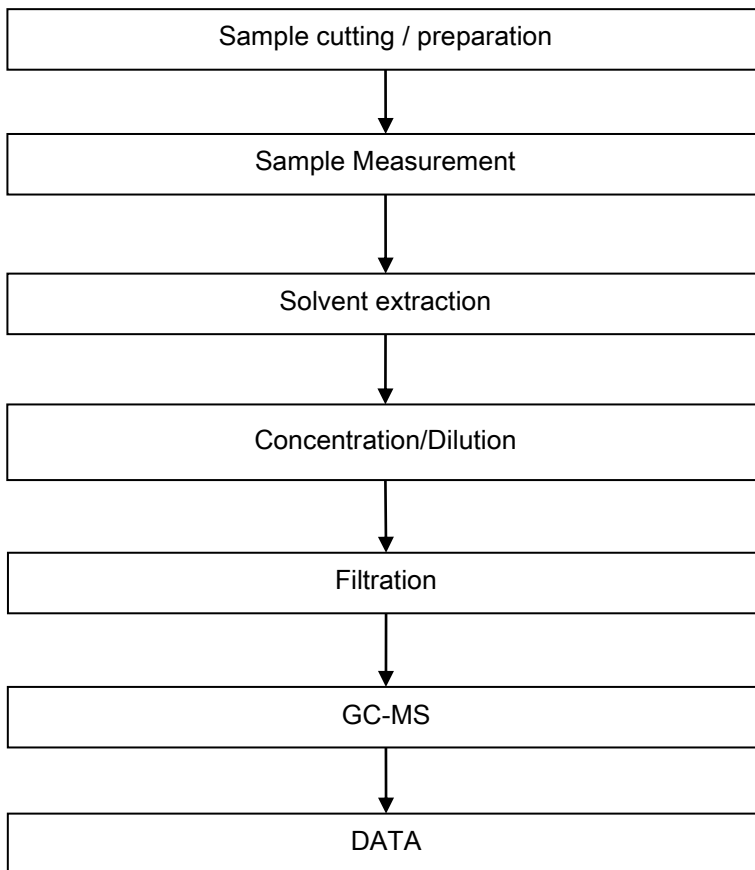 Sample cutting / preparation
Sample Measurement
Solvent extraction
Concentration/Dilution
Filtration
GC-MS
DATA